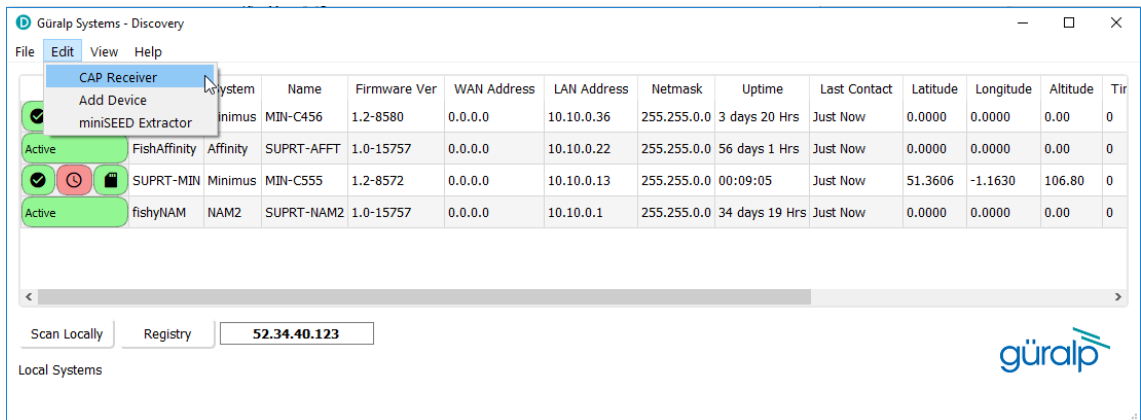 Güralp Systems - Discovery
File Edit View Help
CAP Receiver
Add Device
miniSEED Extractor
ystem Name Firmware Ver WAN Address LAN Address Netmask Uptime Last Contact Latitude Longitude Altitude Tir
inimus MIN-C456 1.2-8580 0.0.0.0 10.10.0.36 255.255.0.0 3 days 20 Hrs Just Now 0.0000 0.0000 0.00 0
Active FishAffinity Affinity SUPRT-AFFT 1.0-15757 0.0.0.0 10.10.0.22 255.255.0.0 56 days 1 Hrs Just Now 0.0000 0.0000 0.00 0
SUPRT-MIN Minimus MIN-C555 1.2-8572 0.0.0.0 10.10.0.13 255.255.0.0 00:09:05 Just Now 51.3606 -1.1630 106.80 0
Active fishyNAM NAM2 SUPRT-NAM2 1.0-15757 0.0.0.0 10.10.0.1 255.255.0.0 34 days 19 Hrs Just Now 0.0000 0.0000 0.00 0
Scan Locally Registry 52.34.40.123
güralp
Local Systems